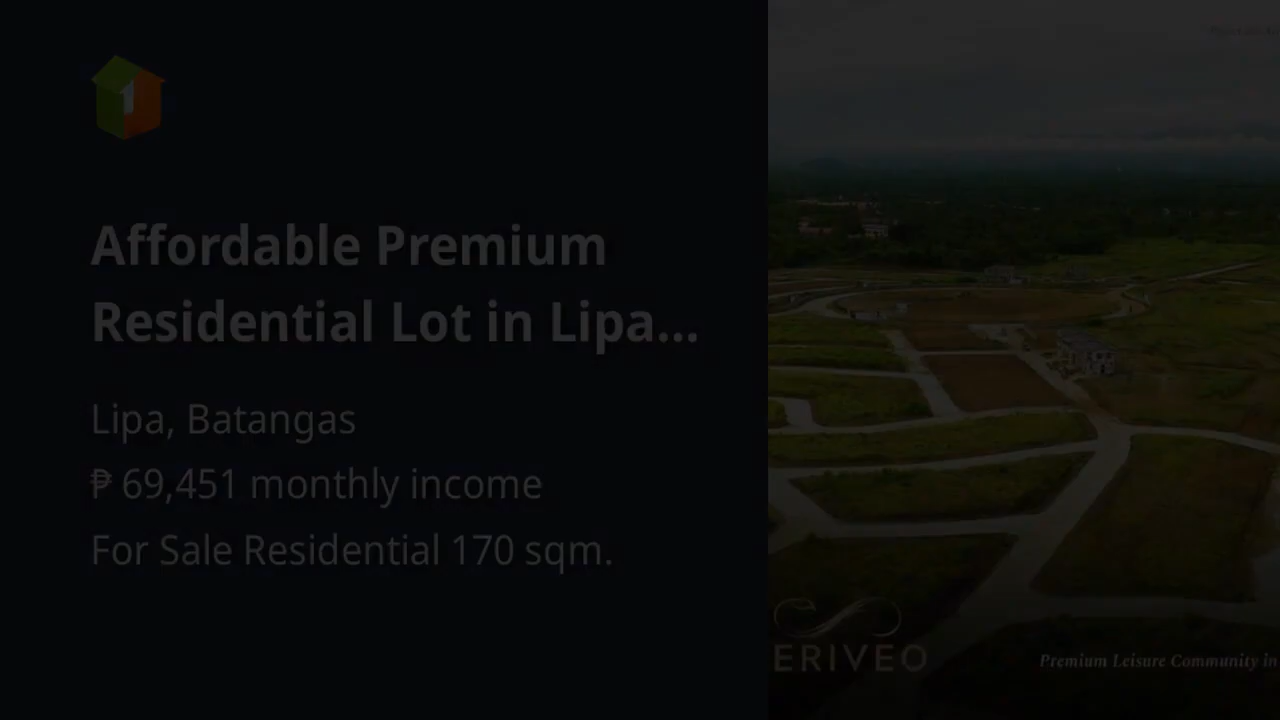 Affordable Premium
Residential Lot in Lipa...
Lipa, Batangas
₱ 69,451 monthly income
For Sale Residential 170 sqm.
ERIVEO
Premium Leisure Community in